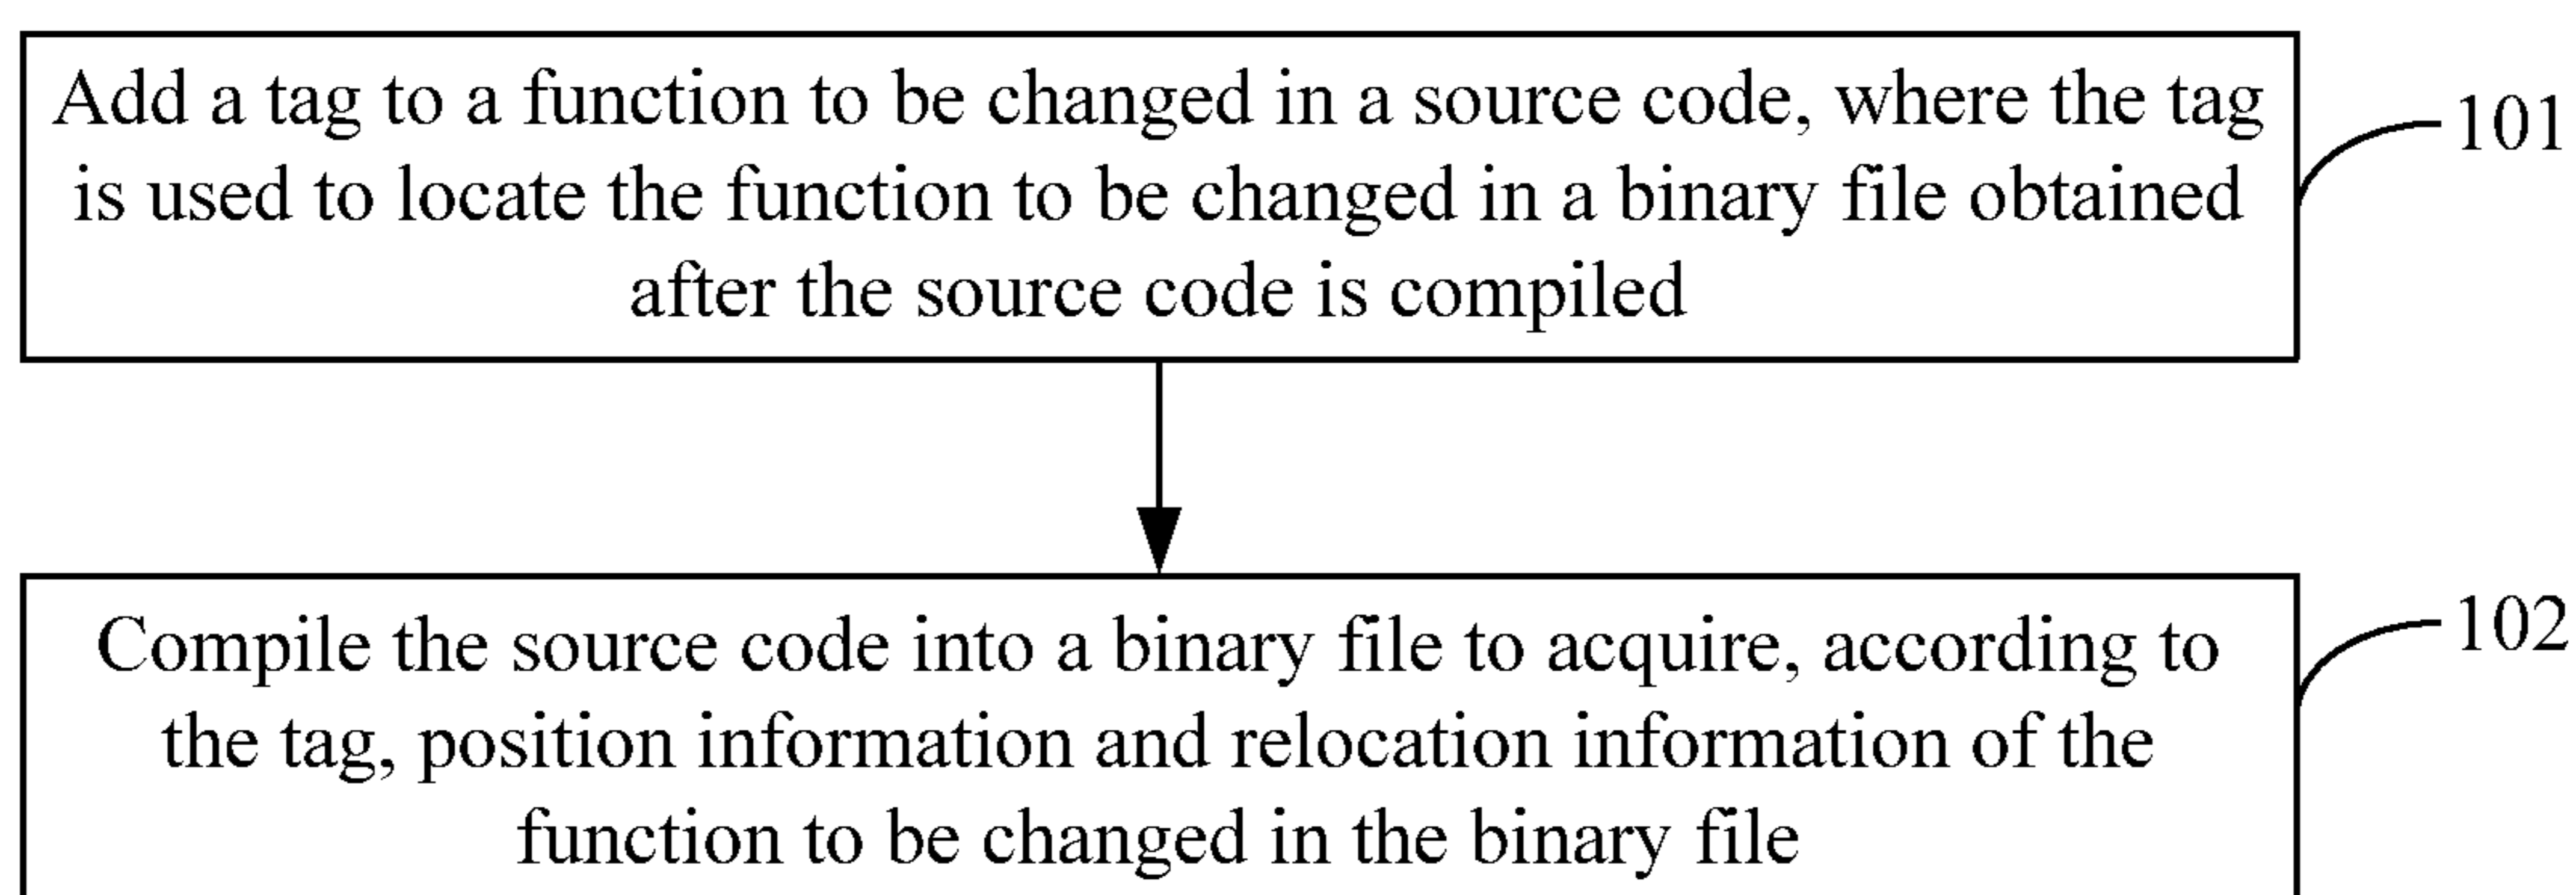 Add a tag to a function to be changed in a source code, where the tag
is used to locate the function to be changed in a binary file obtained
after the source code is compiled
101
Compile the source code into a binary file to acquire, according to
the tag, position information and relocation information of the
function to be changed in the binary file
102